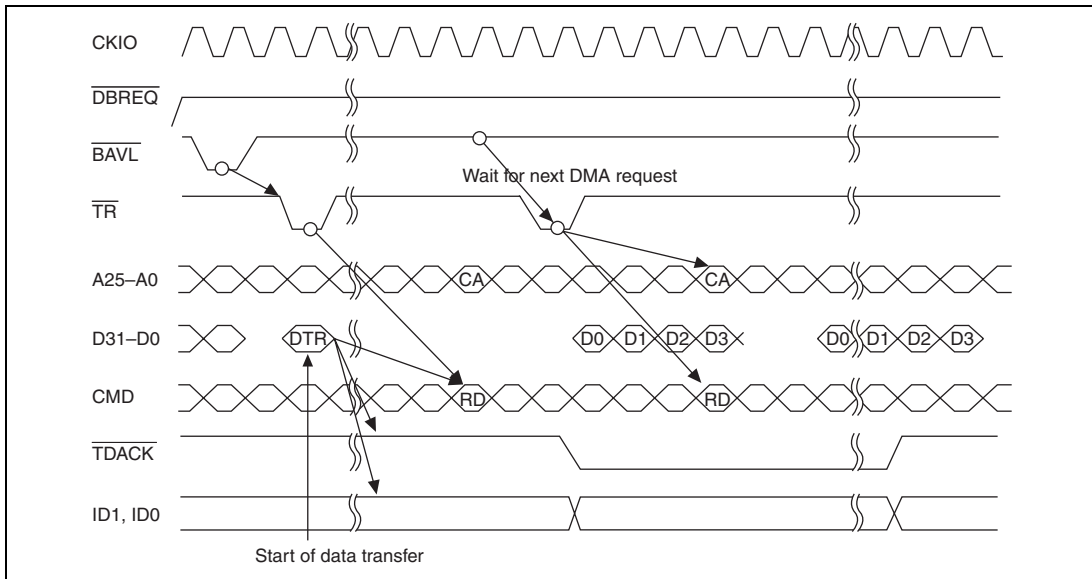 CKIO
DBREQ
BAVL
Wait for next DMA request
TR
A25–A0 CA CA
D31–D0 DTR D0 D1 D2 D3 D0 D1 D2 D3
CMD RD RD
TDACK
ID1, ID0
Start of data transfer